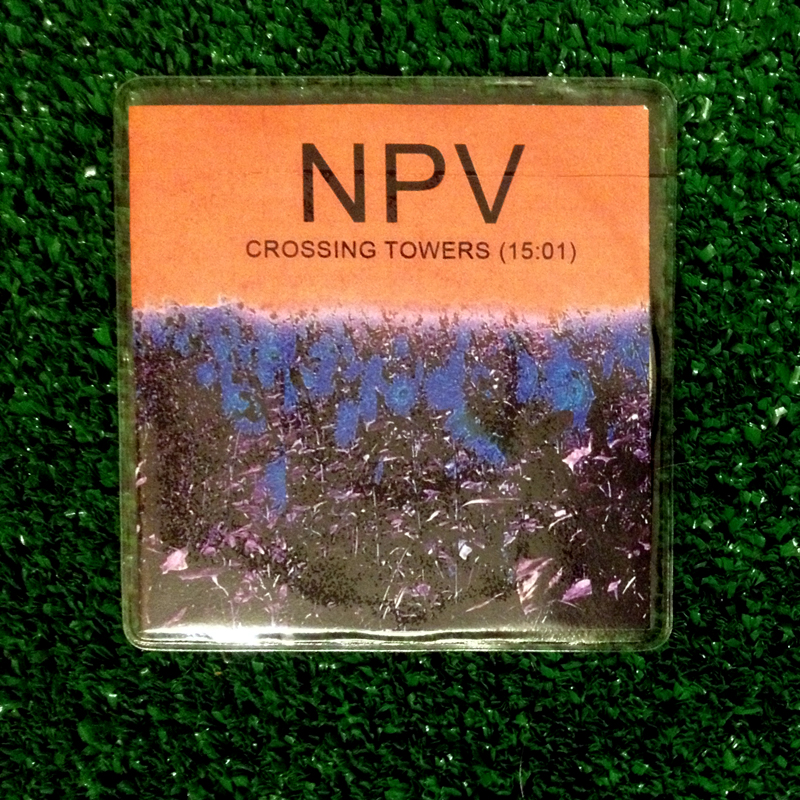 NPV
CROSSING TOWERS (15:01)